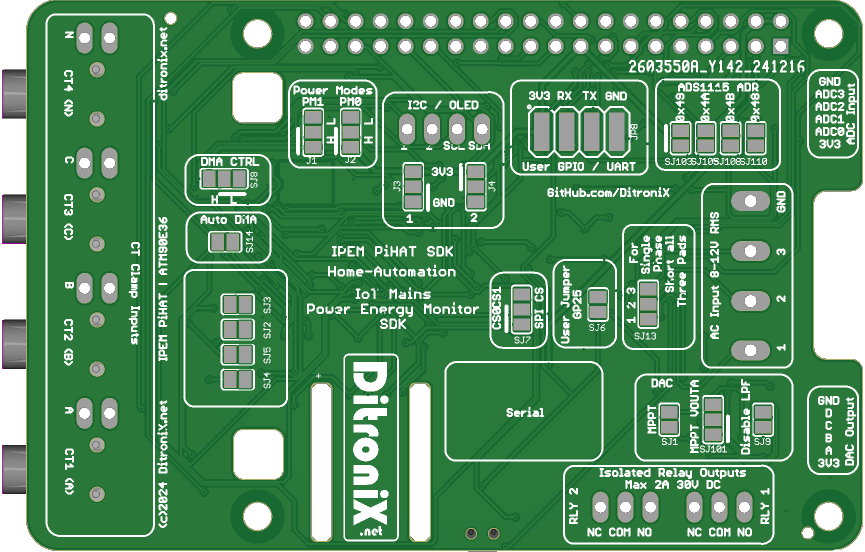 2603550A_Y142_241216
N
CT4 (N)
C
CT3 (C)
B
CT2 (B)
A
CT1 (A)
CT Clamp Inputs
ditronix.net
IPEM PiHAT | ATM90E36
(c)2024 DitroniX.net
Power Modes
PM1 PM0
H L
H L
J1 J2
I2C / OLED
1 2 SCL SDA
3V3
GND
J3 J4
1 2
3V3 RX TX GND
JP8
User GPIO / UART
GitHub.com/DitroniX
ADS1115 ADR
0x48 0x4A 0x4B 0x49
SJ103 SJ105 SJ108 SJ110
GND
ADC3
ADC2
ADC1
ADC0
3V3
ADC Input
DMA CTRL
SJ8
H L
Auto DMA
SJ14
SJ3
SJ2
SJ5
SJ4
IPEM PiHAT SDK
Home-Automation
IoT Mains
Power Energy Monitor
SDK
CS0 CS1
SPI CS
SJ7
User Jumper
GP25
SJ6
For
Single
Phase
Short all
Three Pads
1 2 3
SJ13
AC Input 8-12V RMS
GND
3
2
1
+
DitroniX
.net
Serial
DAC
MPPT
SJ1
MPPT VOUTA
SJ101
Disable LPF
SJ9
GND
D
C
B
A
3V3
DAC Output
Isolated Relay Outputs
Max 2A 30V DC
RLY 2
RLY 1
NC COM NO NC COM NO